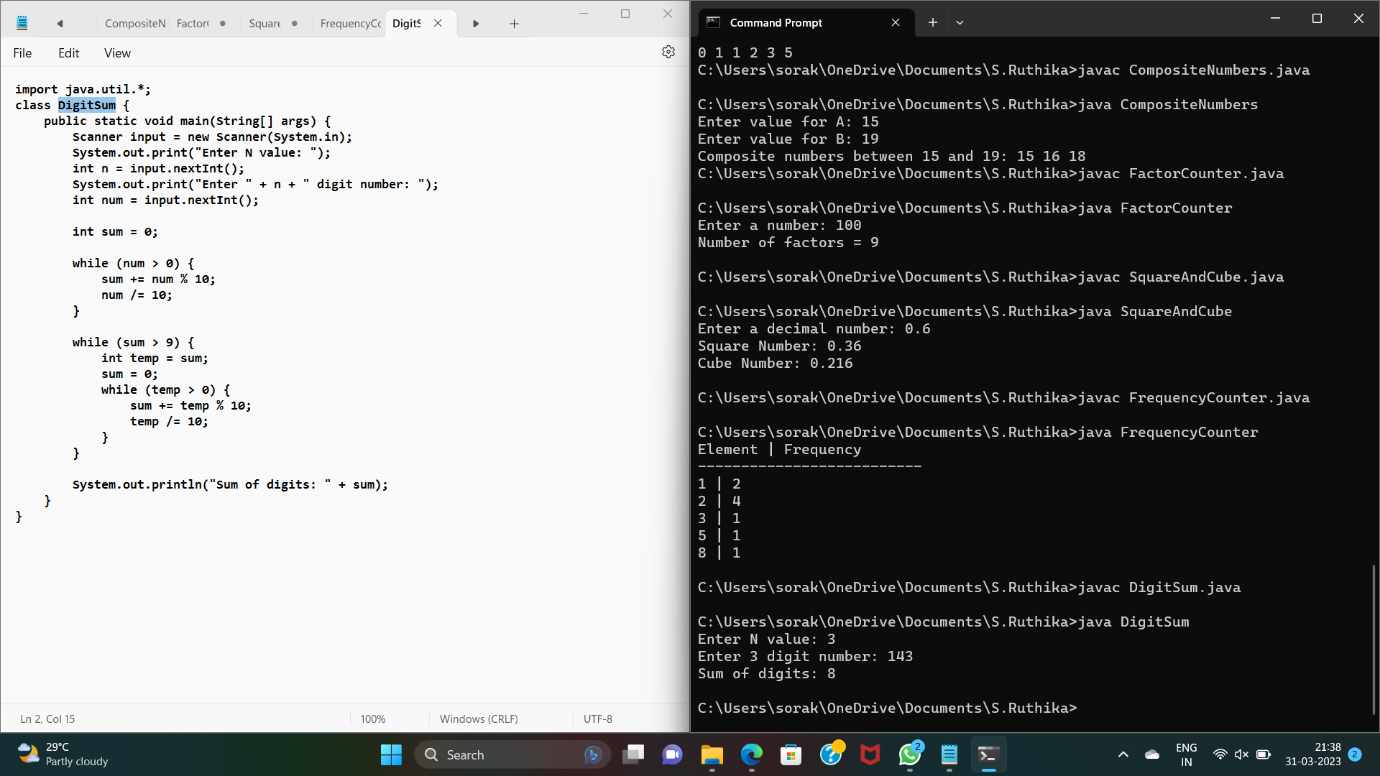 CompositeN
Factor
Square
FrequencyCo
DigitS
File Edit View
import java.util.*;
class DigitSum {
    public static void main(String[] args) {
        Scanner input = new Scanner(System.in);
        System.out.print("Enter N value: ");
        int n = input.nextInt();
        System.out.print("Enter " + n + " digit number: ");
        int num = input.nextInt();
        int sum = 0;
        while (num > 0) {
            sum += num % 10;
            num /= 10;
        }
        while (sum > 9) {
            int temp = sum;
            sum = 0;
            while (temp > 0) {
                sum += temp % 10;
                temp /= 10;
            }
        }
        System.out.println("Sum of digits: " + sum);
    }
}
Ln 2, Col 15 100% Windows (CRLF) UTF-8
Command Prompt
0 1 1 2 3 5
C:\Users\sorak\OneDrive\Documents\S.Ruthika>javac CompositeNumbers.java
C:\Users\sorak\OneDrive\Documents\S.Ruthika>java CompositeNumbers
Enter value for A: 15
Enter value for B: 19
Composite numbers between 15 and 19: 15 16 18
C:\Users\sorak\OneDrive\Documents\S.Ruthika>javac FactorCounter.java
C:\Users\sorak\OneDrive\Documents\S.Ruthika>java FactorCounter
Enter a number: 100
Number of factors = 9
C:\Users\sorak\OneDrive\Documents\S.Ruthika>javac SquareAndCube.java
C:\Users\sorak\OneDrive\Documents\S.Ruthika>java SquareAndCube
Enter a decimal number: 0.6
Square Number: 0.36
Cube Number: 0.216
C:\Users\sorak\OneDrive\Documents\S.Ruthika>javac FrequencyCounter.java
C:\Users\sorak\OneDrive\Documents\S.Ruthika>java FrequencyCounter
Element | Frequency
--------------------------
1 | 2
2 | 4
3 | 1
5 | 1
8 | 1
C:\Users\sorak\OneDrive\Documents\S.Ruthika>javac DigitSum.java
C:\Users\sorak\OneDrive\Documents\S.Ruthika>java DigitSum
Enter N value: 3
Enter 3 digit number: 143
Sum of digits: 8
C:\Users\sorak\OneDrive\Documents\S.Ruthika>
29°C
Partly cloudy
Search
2
ENG
IN
21:38
31-03-2023
2